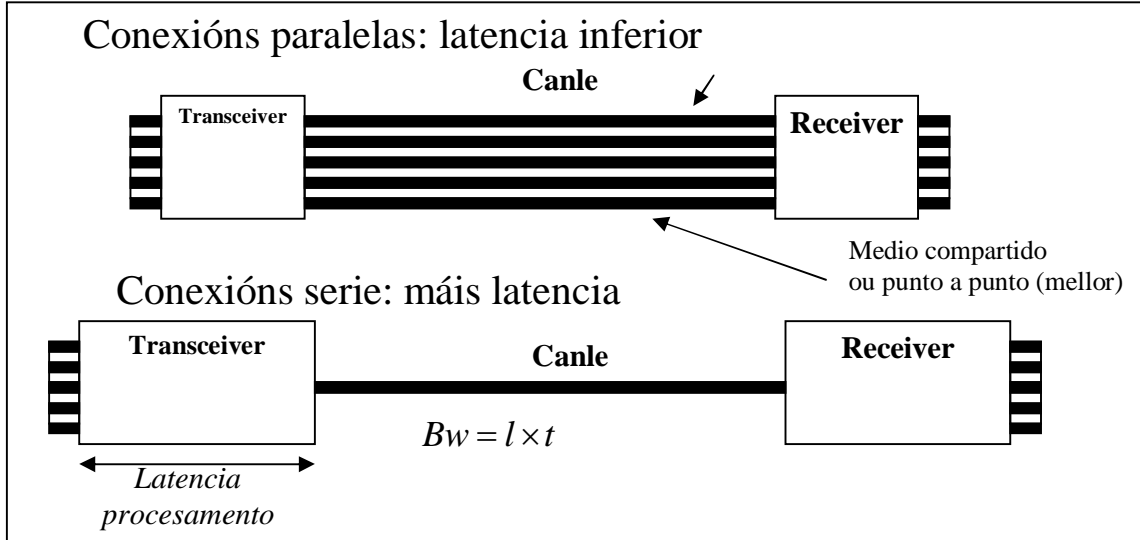 Conexións paralelas: latencia inferior
Canle
Transceiver
Receiver
Medio compartido
ou punto a punto (mellor)
Conexións serie: máis latencia
Transceiver
Canle
Receiver
Bw = l × t
Latencia
procesamento